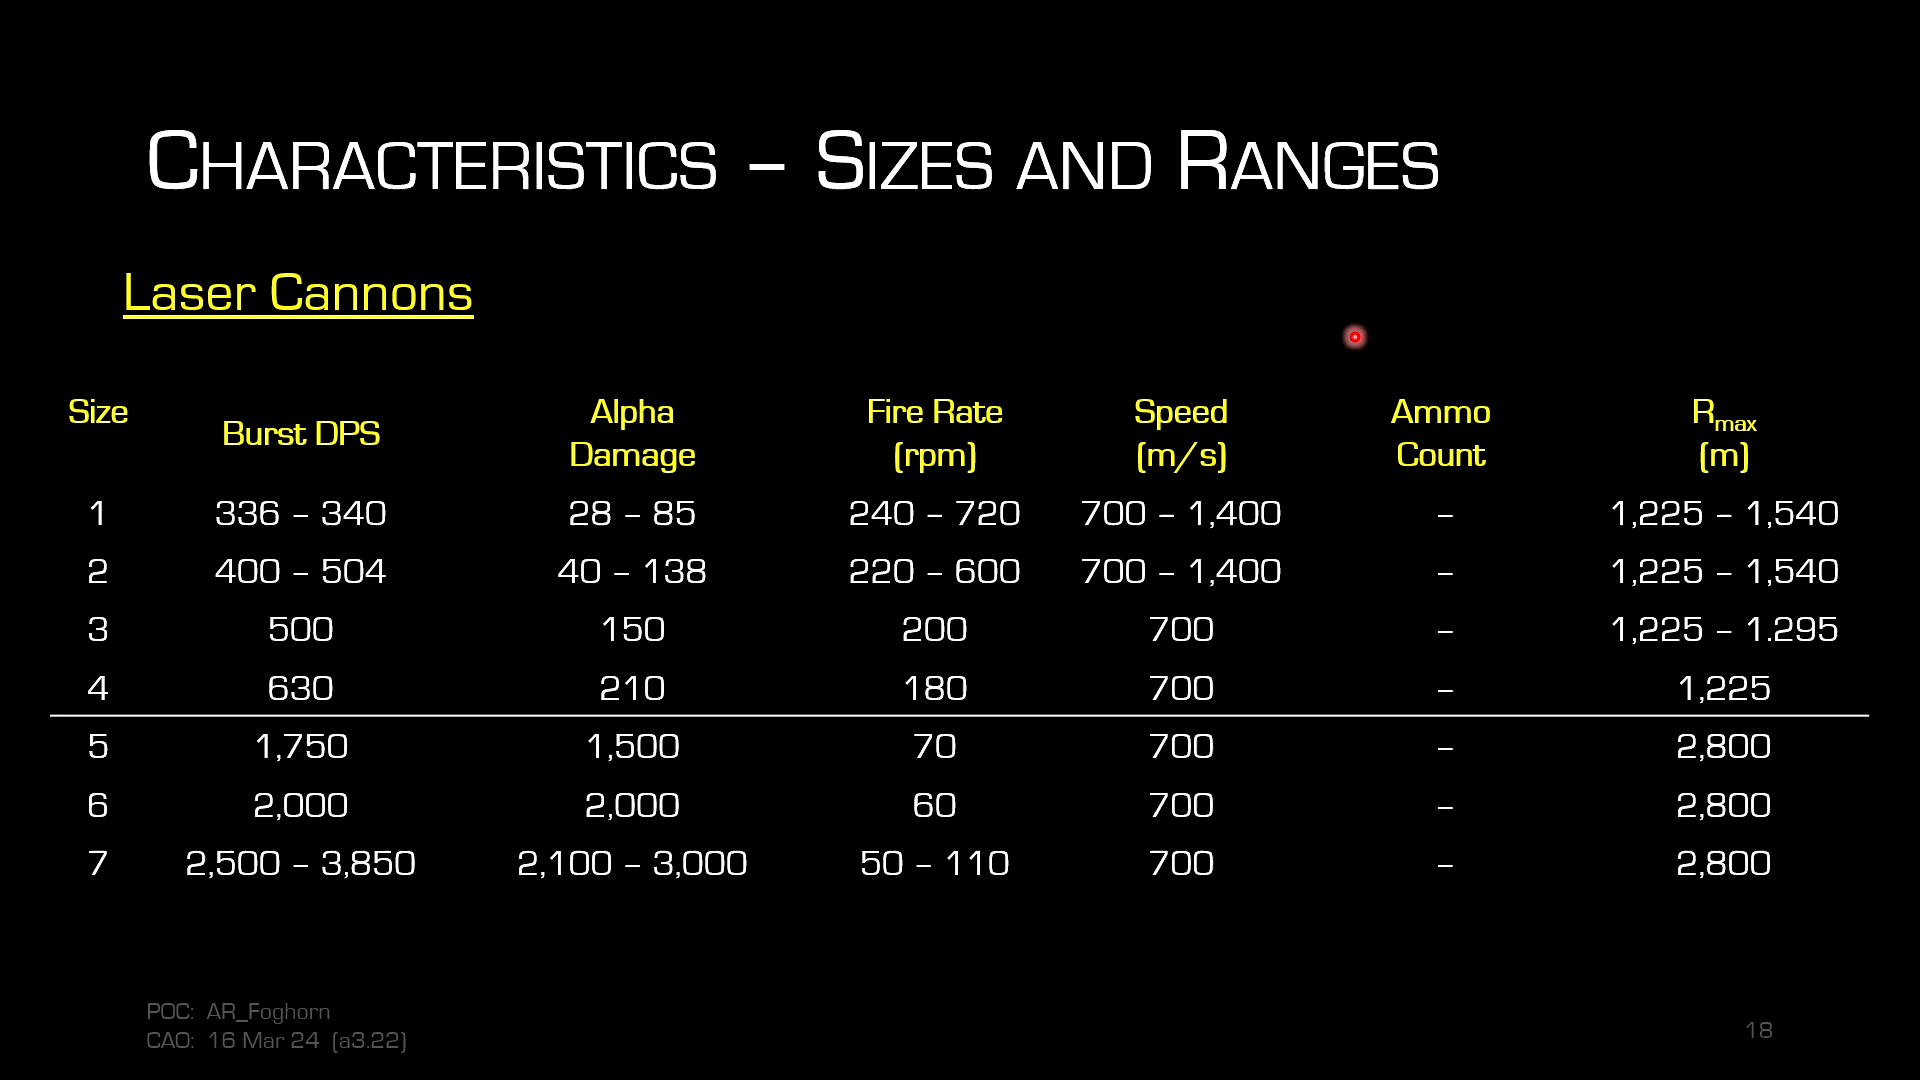 CHARACTERISTICS – SIZES AND RANGES
Laser Cannons
Size Burst DPS Alpha Damage Fire Rate (rpm) Speed (m/s) Ammo Count Rmax (m)
1 336 – 340 28 – 85 240 – 720 700 – 1,400 – 1,225 – 1,540
2 400 – 504 40 – 138 220 – 600 700 – 1,400 – 1,225 – 1,540
3 500 150 200 700 – 1,225 – 1.295
4 630 210 180 700 – 1,225
5 1,750 1,500 70 700 – 2,800
6 2,000 2,000 60 700 – 2,800
7 2,500 – 3,850 2,100 – 3,000 50 – 110 700 – 2,800
POC: AR_Foghorn
CAO: 16 Mar 24 (a3.22)
18